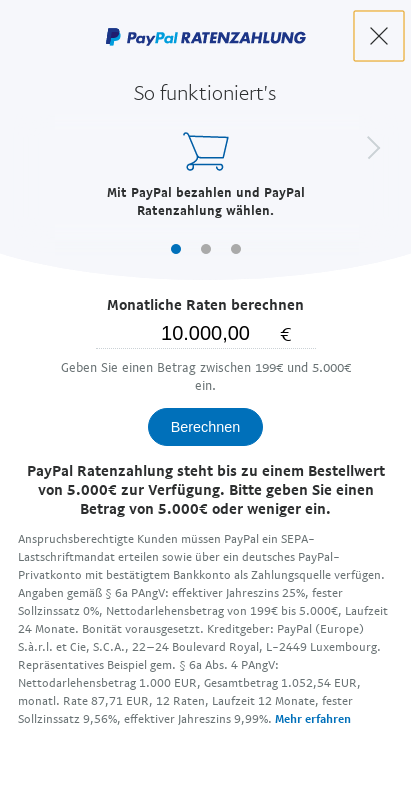 PayPal RATENZAHLUNG
So funktioniert's
Mit PayPal bezahlen und PayPal
Ratenzahlung wählen.
Monatliche Raten berechnen
10.000,00 €
Geben Sie einen Betrag zwischen 199€ und 5.000€
ein.
Berechnen
PayPal Ratenzahlung steht bis zu einem Bestellwert
von 5.000€ zur Verfügung. Bitte geben Sie einen
Betrag von 5.000€ oder weniger ein.
Anspruchsberechtigte Kunden müssen PayPal ein SEPA-
Lastschriftmandat erteilen sowie über ein deutsches PayPal-
Privatkonto mit bestätigtem Bankkonto als Zahlungsquelle verfügen.
Angaben gemäß § 6a PAngV: effektiver Jahreszins 25%, fester
Sollzinssatz 0%, Nettodarlehensbetrag von 199€ bis 5.000€, Laufzeit
24 Monate. Bonität vorausgesetzt. Kreditgeber: PayPal (Europe)
S.à.r.l. et Cie, S.C.A., 22–24 Boulevard Royal, L-2449 Luxembourg.
Repräsentatives Beispiel gem. § 6a Abs. 4 PAngV:
Nettodarlehensbetrag 1.000 EUR, Gesamtbetrag 1.052,54 EUR,
monatl. Rate 87,71 EUR, 12 Raten, Laufzeit 12 Monate, fester
Sollzinssatz 9,56%, effektiver Jahreszins 9,99%. Mehr erfahren